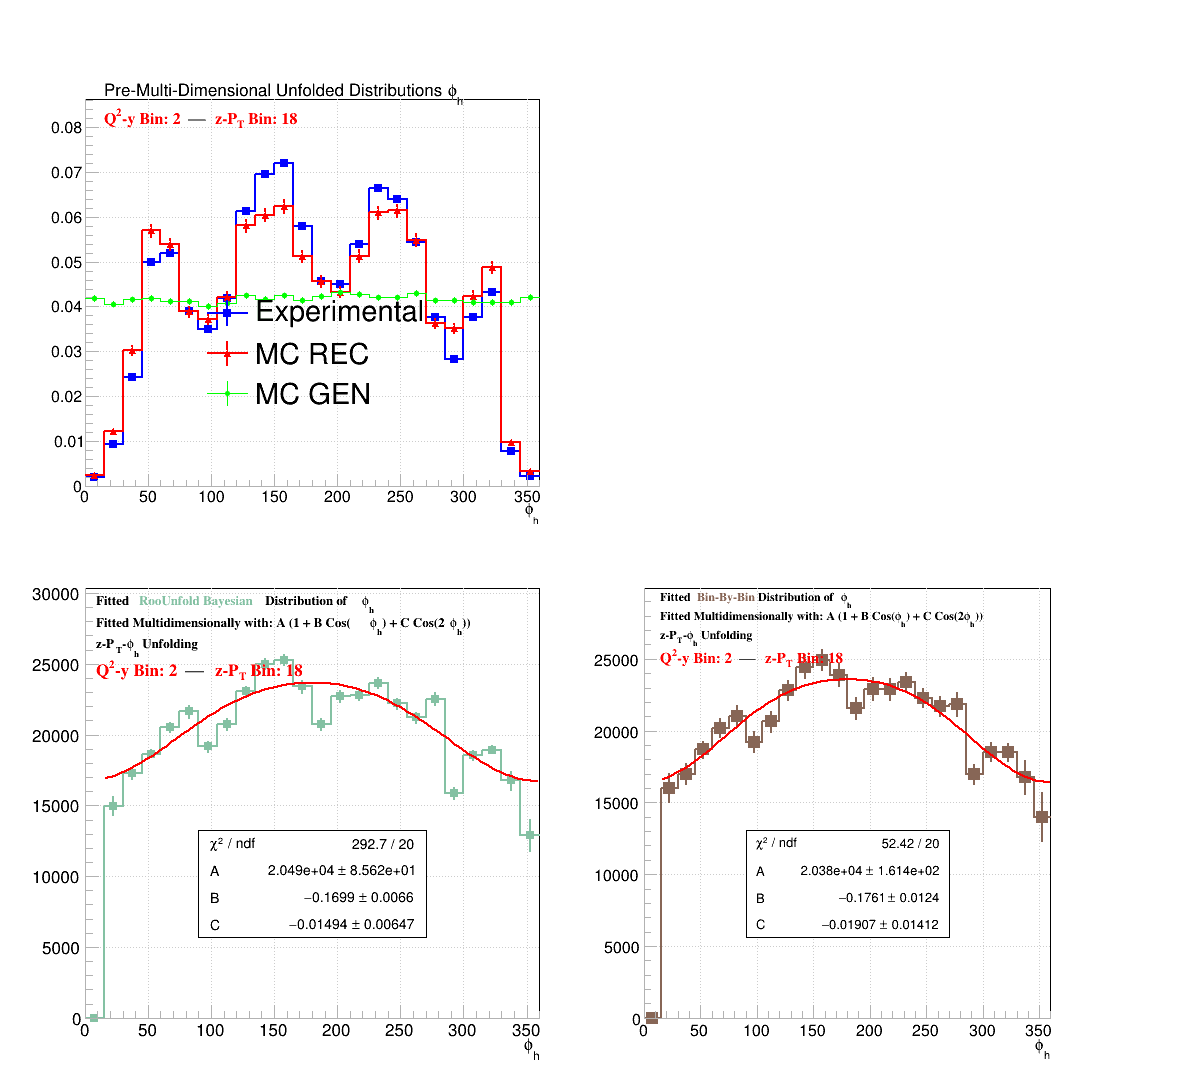 Pre-Multi-Dimensional Unfolded Distributions ϕh
Q²-y Bin: 2 — z-PT Bin: 18
0.08
0.07
0.06
0.05
0.04
0.03
0.02
0.01
0
Experimental
MC REC
MC GEN
0 50 100 150 200 250 300 350
ϕh
Fitted RooUnfold Bayesian Distribution of ϕh
Fitted Multidimensionally with: A (1 + B Cos( ϕh) + C Cos(2 ϕh))
z-PT-ϕh Unfolding
Q²-y Bin: 2 — z-PT Bin: 18
30000
25000
20000
15000
10000
5000
0
χ² / ndf 292.7 / 20
A 2.049e+04 ± 8.562e+01
B −0.1699 ± 0.0066
C −0.01494 ± 0.00647
0 50 100 150 200 250 300 350
ϕh
Fitted Bin-By-Bin Distribution of ϕh
Fitted Multidimensionally with: A (1 + B Cos(ϕh) + C Cos(2ϕh))
z-PT-ϕh Unfolding
Q²-y Bin: 2 — z-PT Bin: 18
25000
20000
15000
10000
5000
0
χ² / ndf 52.42 / 20
A 2.038e+04 ± 1.614e+02
B −0.1761 ± 0.0124
C −0.01907 ± 0.01412
0 50 100 150 200 250 300 350
ϕh